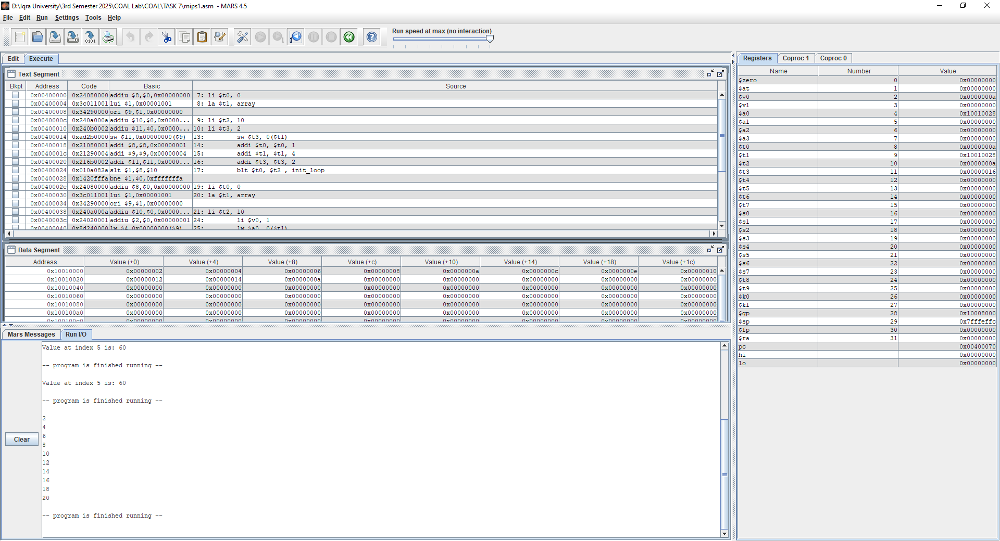 D:\Iqra University\3rd Semester 2025\COAL Lab\COAL\TASK 7\mips1.asm - MARS 4.5
File Edit Run Settings Tools Help
Run speed at max (no interaction)
Edit Execute
Text Segment
Bkpt Address Code Basic Source
0x00400000 0x24080000 addiu $8,$0,0x00000000 7: li $t0, 0
0x00400004 0x3c011001 lui $1,0x00001001 8: la $t1, array
0x00400008 0x34290000 ori $9,$1,0x00000000
0x0040000c 0x240a000a addiu $10,$0,0x0000... 9: li $t2, 10
0x00400010 0x240b0002 addiu $11,$0,0x0000... 10: li $t3, 2
0x00400014 0xad2b0000 sw $11,0x00000000($9) 13: sw $t3, 0($t1)
0x00400018 0x21080001 addi $8,$8,0x00000001 14: addi $t0, $t0, 1
0x0040001c 0x21290004 addi $9,$9,0x00000004 15: addi $t1, $t1, 4
0x00400020 0x216b0002 addi $11,$11,0x0000... 16: addi $t3, $t3, 2
0x00400024 0x010a082a slt $1,$8,$10 17: blt $t0, $t2 , init_loop
0x00400028 0x1420fffa bne $1,$0,0xfffffffa
0x0040002c 0x24080000 addiu $8,$0,0x00000000 19: li $t0, 0
0x00400030 0x3c011001 lui $1,0x00001001 20: la $t1, array
0x00400034 0x34290000 ori $9,$1,0x00000000
0x00400038 0x240a000a addiu $10,$0,0x0000... 21: li $t2, 10
0x0040003c 0x24020001 addiu $2,$0,0x00000001 24: li $v0, 1
0x00400040 0x8d240000 lw $4,0x00000000($9) 25: lw $a0, 0($t1)
Data Segment
Address Value (+0) Value (+4) Value (+8) Value (+c) Value (+10) Value (+14) Value (+18) Value (+1c)
0x10010000 0x00000002 0x00000004 0x00000006 0x00000008 0x0000000a 0x0000000c 0x0000000e 0x00000010
0x10010020 0x00000012 0x00000014 0x0000000a 0x00000000 0x00000000 0x00000000 0x00000000 0x00000000
0x10010040 0x00000000 0x00000000 0x00000000 0x00000000 0x00000000 0x00000000 0x00000000 0x00000000
0x10010060 0x00000000 0x00000000 0x00000000 0x00000000 0x00000000 0x00000000 0x00000000 0x00000000
0x10010080 0x00000000 0x00000000 0x00000000 0x00000000 0x00000000 0x00000000 0x00000000 0x00000000
0x100100a0 0x00000000 0x00000000 0x00000000 0x00000000 0x00000000 0x00000000 0x00000000 0x00000000
0x100100c0 0x00000000 0x00000000 0x00000000 0x00000000 0x00000000 0x00000000 0x00000000 0x00000000
Mars Messages Run I/O
Clear
Value at index 5 is: 60
-- program is finished running --
Value at index 5 is: 60
-- program is finished running --
2
4
6
8
10
12
14
16
18
20
-- program is finished running --
Registers Coproc 1 Coproc 0
Name Number Value
$zero 0 0x00000000
$at 1 0x00000000
$v0 2 0x0000000a
$v1 3 0x00000000
$a0 4 0x10010028
$a1 5 0x00000000
$a2 6 0x00000000
$a3 7 0x00000000
$t0 8 0x0000000a
$t1 9 0x10010028
$t2 10 0x0000000a
$t3 11 0x00000016
$t4 12 0x00000000
$t5 13 0x00000000
$t6 14 0x00000000
$t7 15 0x00000000
$s0 16 0x00000000
$s1 17 0x00000000
$s2 18 0x00000000
$s3 19 0x00000000
$s4 20 0x00000000
$s5 21 0x00000000
$s6 22 0x00000000
$s7 23 0x00000000
$t8 24 0x00000000
$t9 25 0x00000000
$k0 26 0x00000000
$k1 27 0x00000000
$gp 28 0x10008000
$sp 29 0x7fffeffc
$fp 30 0x00000000
$ra 31 0x00000000
pc 0x00400070
hi 0x00000000
lo 0x00000000